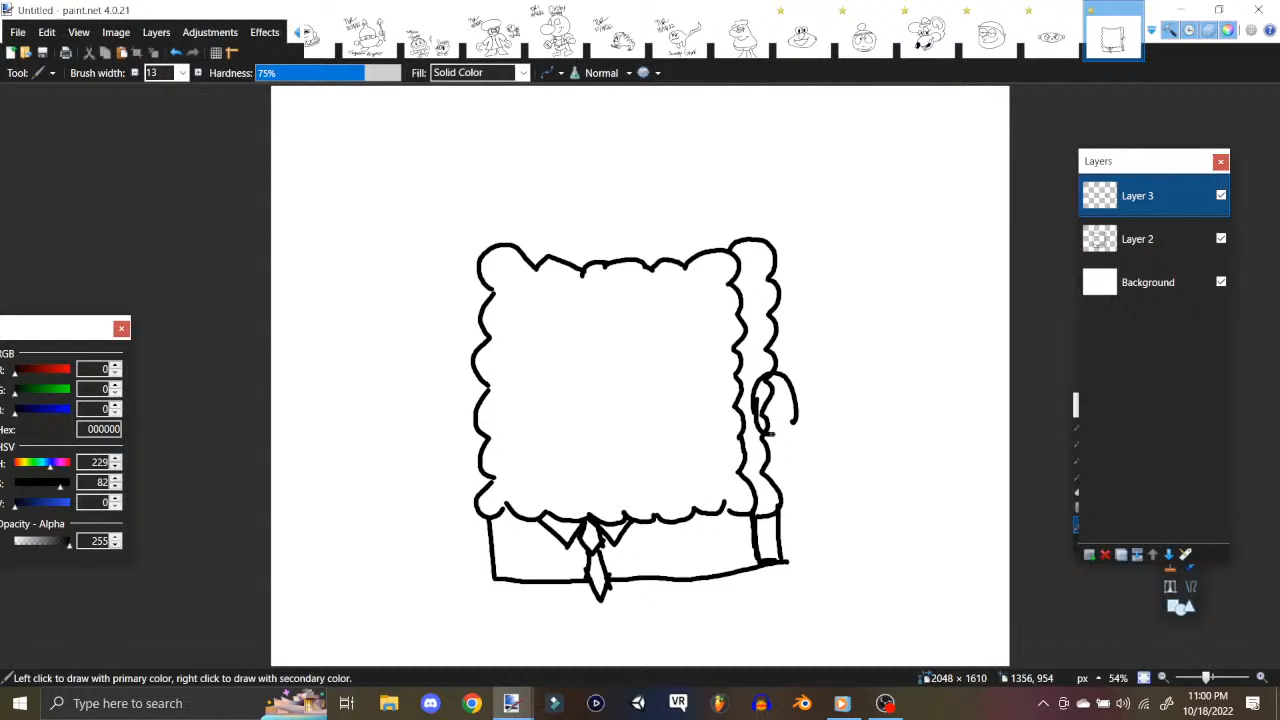 Untitled - paint.net 4.0.21
File Edit View Image Layers Adjustments Effects
Tool: Brush width: 13 Hardness: 75% Fill: Solid Color Normal
Layers
Layer 3
Layer 2
Background
RGB
R: 0
G: 0
B: 0
Hex: 000000
HSV
H: 229
82
0
Opacity - Alpha
255
Left click to draw with primary color, right click to draw with secondary color.
2048 × 1610 1356, 954 px 54%
Type here to search
VR
11:00 PM
10/18/2022